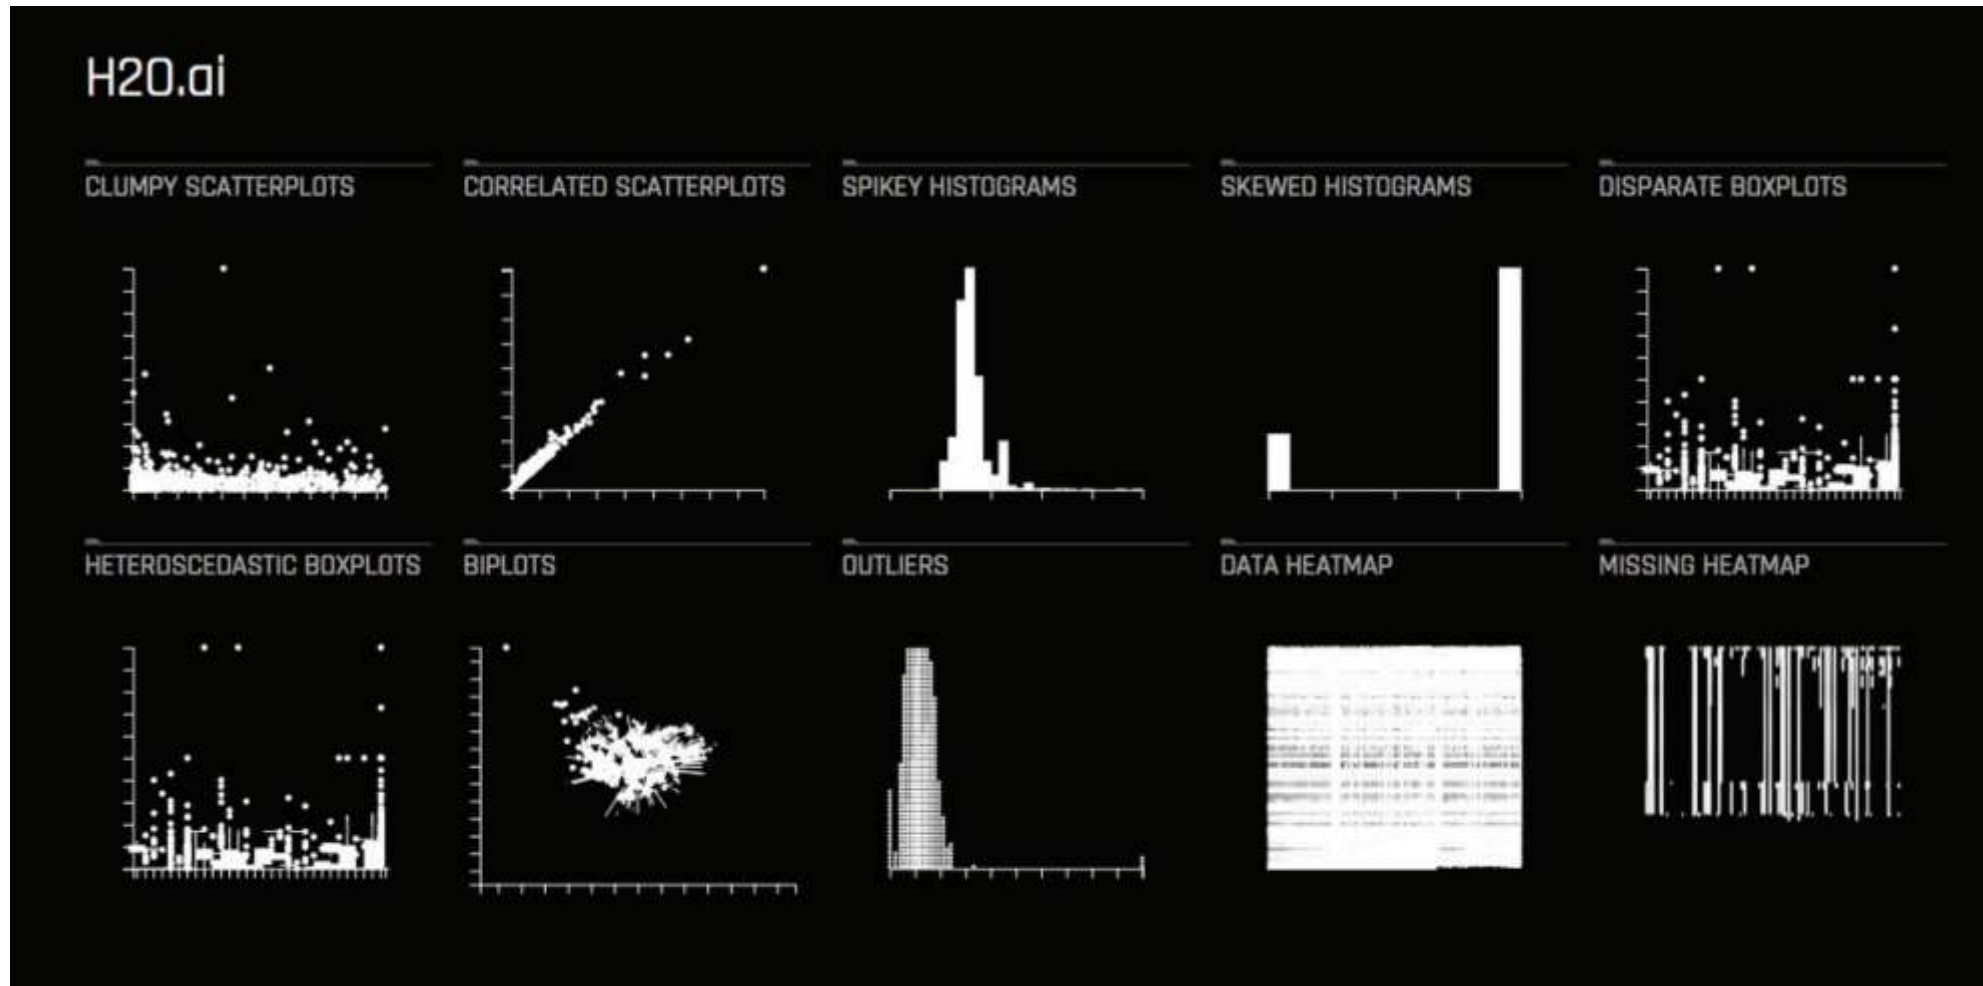 H2O.ai
CLUMPY SCATTERPLOTS
CORRELATED SCATTERPLOTS
SPIKEY HISTOGRAMS
SKEWED HISTOGRAMS
DISPARATE BOXPLOTS
HETEROSCEDASTIC BOXPLOTS
BIPLOTS
OUTLIERS
DATA HEATMAP
MISSING HEATMAP